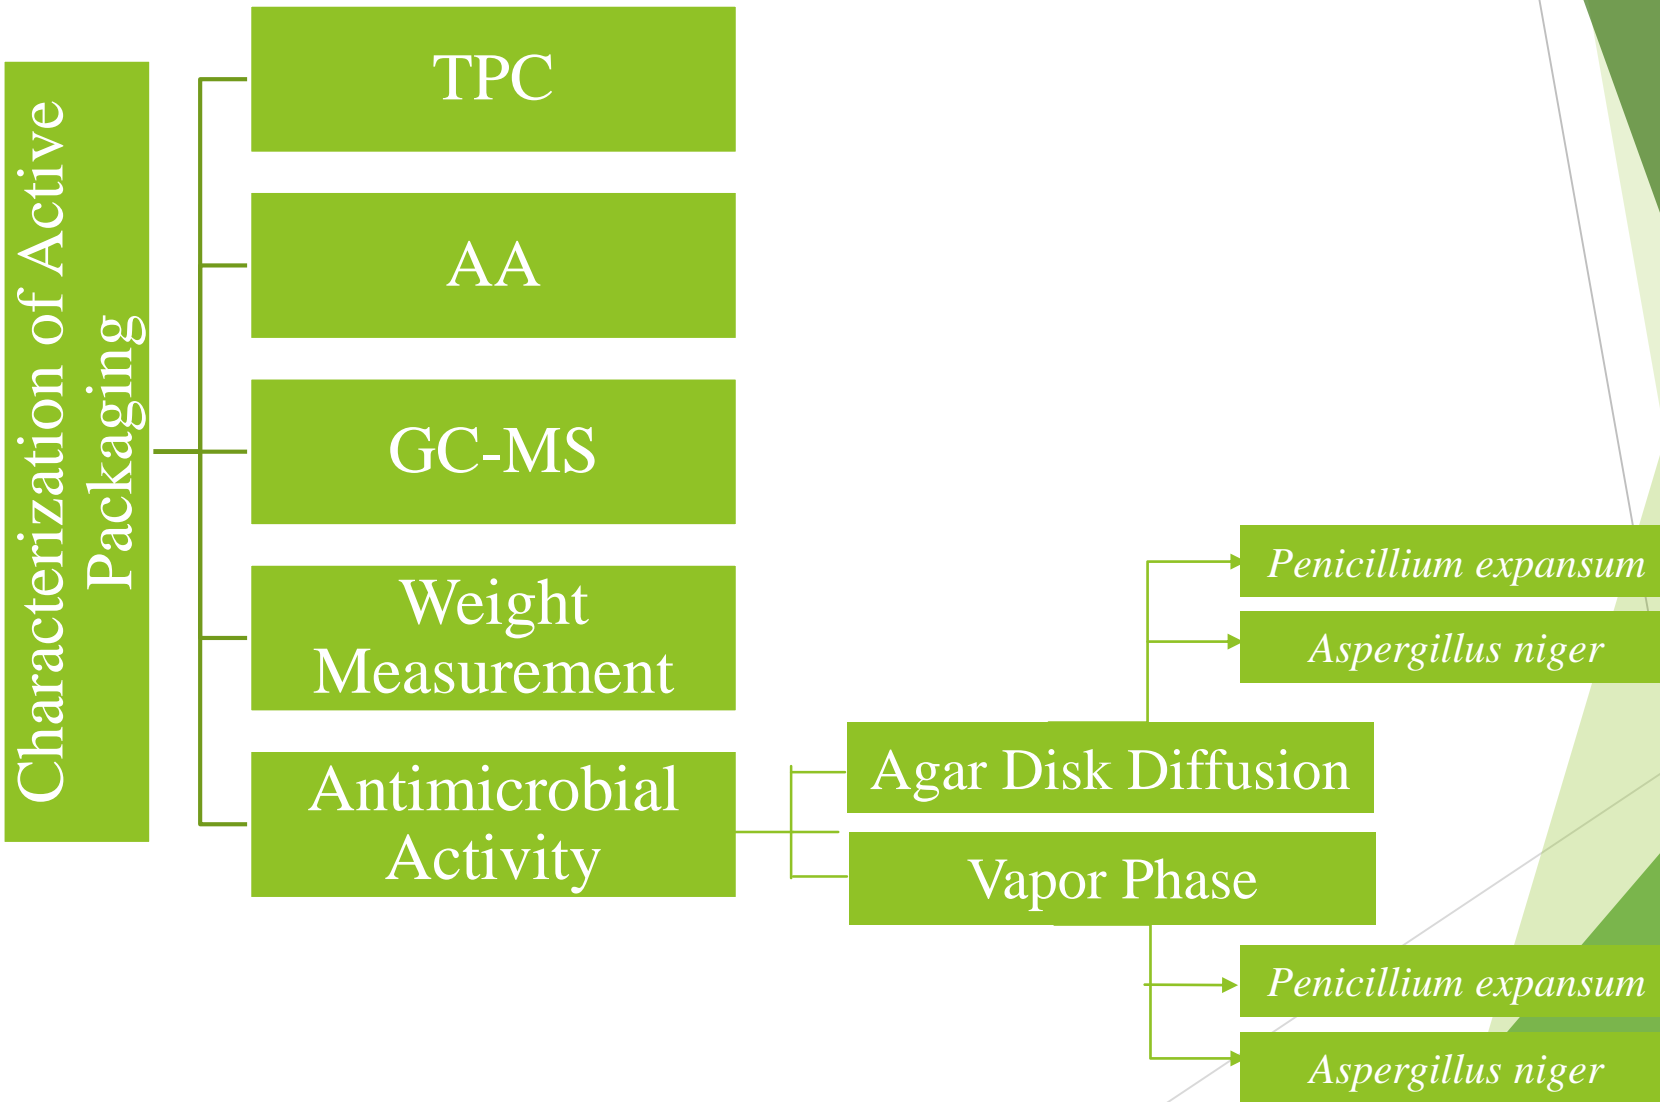 Characterization of Active
Packaging
TPC
AA
GC-MS
Weight
Measurement
Antimicrobial
Activity
Agar Disk Diffusion
Penicillium expansum
Aspergillus niger
Vapor Phase
Penicillium expansum
Aspergillus niger